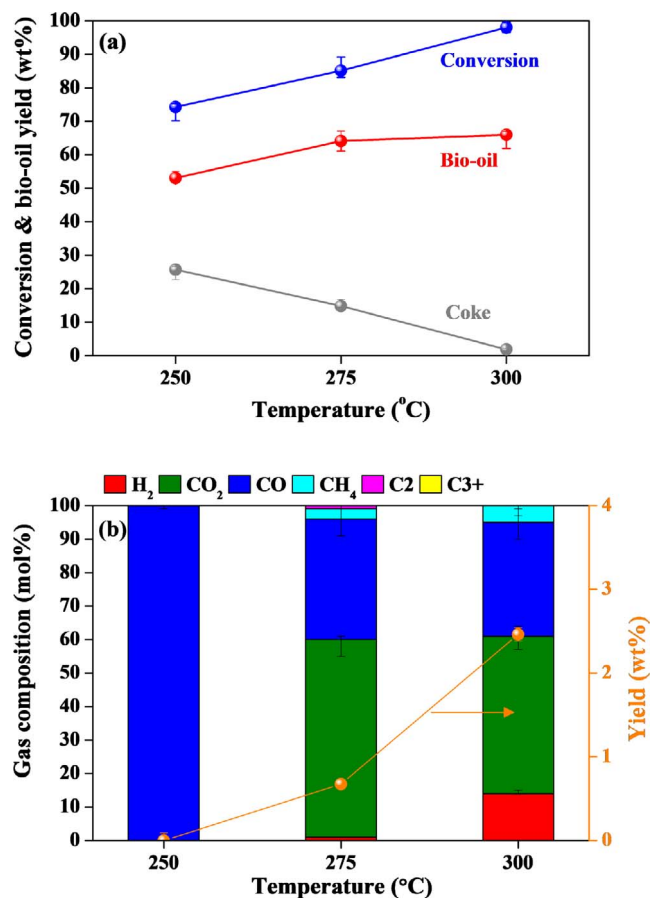 (a)
Conversion & bio-oil yield (wt%)
100
90
80
70
60
50
40
30
20
10
0
Conversion
Bio-oil
Coke
250 275 300
Temperature (°C)
H₂ CO₂ CO CH₄ C2 C3+
(b)
Gas composition (mol%)
100
90
80
70
60
50
40
30
20
10
0
4
3
2
1
0
Yield (wt%)
250 275 300
Temperature (°C)